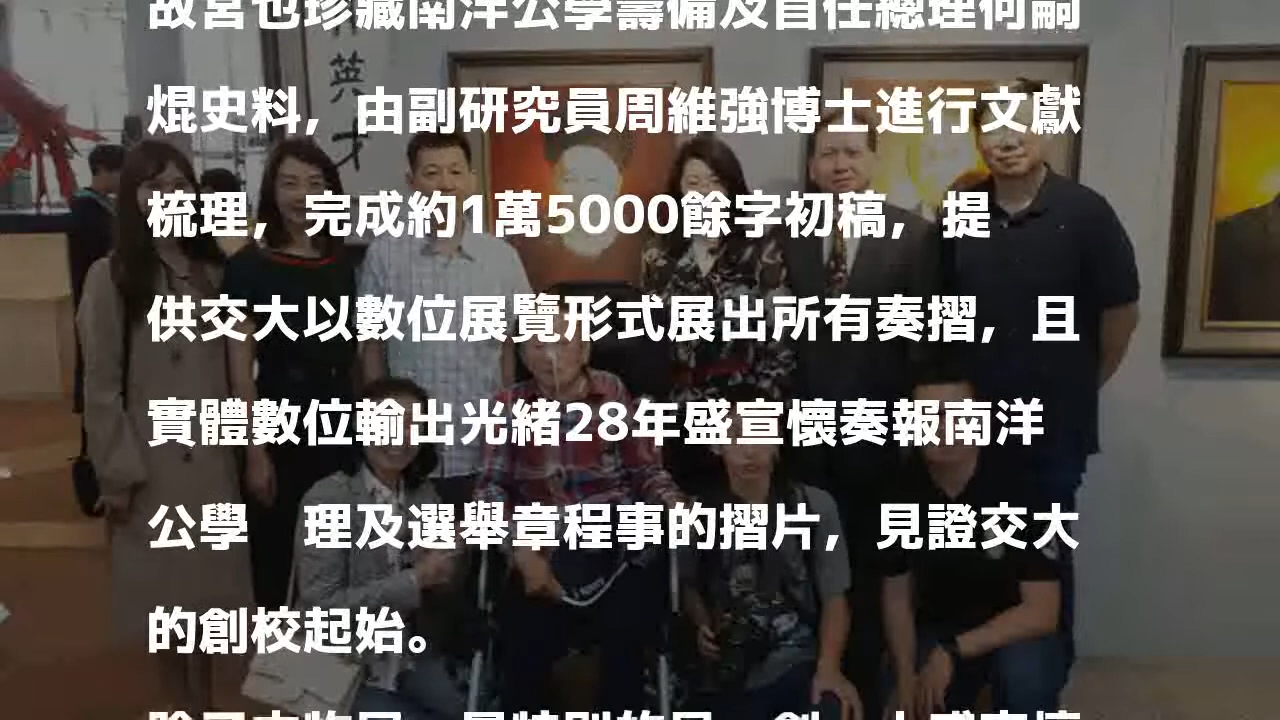 故宮也珍藏南洋公學籌備及首任總理何嗣
焜史料，由副研究員周維強博士進行文獻
梳理，完成約1萬5000餘字初稿，提
供交大以數位展覽形式展出所有奏摺，且
實體數位輸出光緒28年盛宣懷奏報南洋
公學　理及選舉章程事的摺片，見證交大
的創校起始。
英才